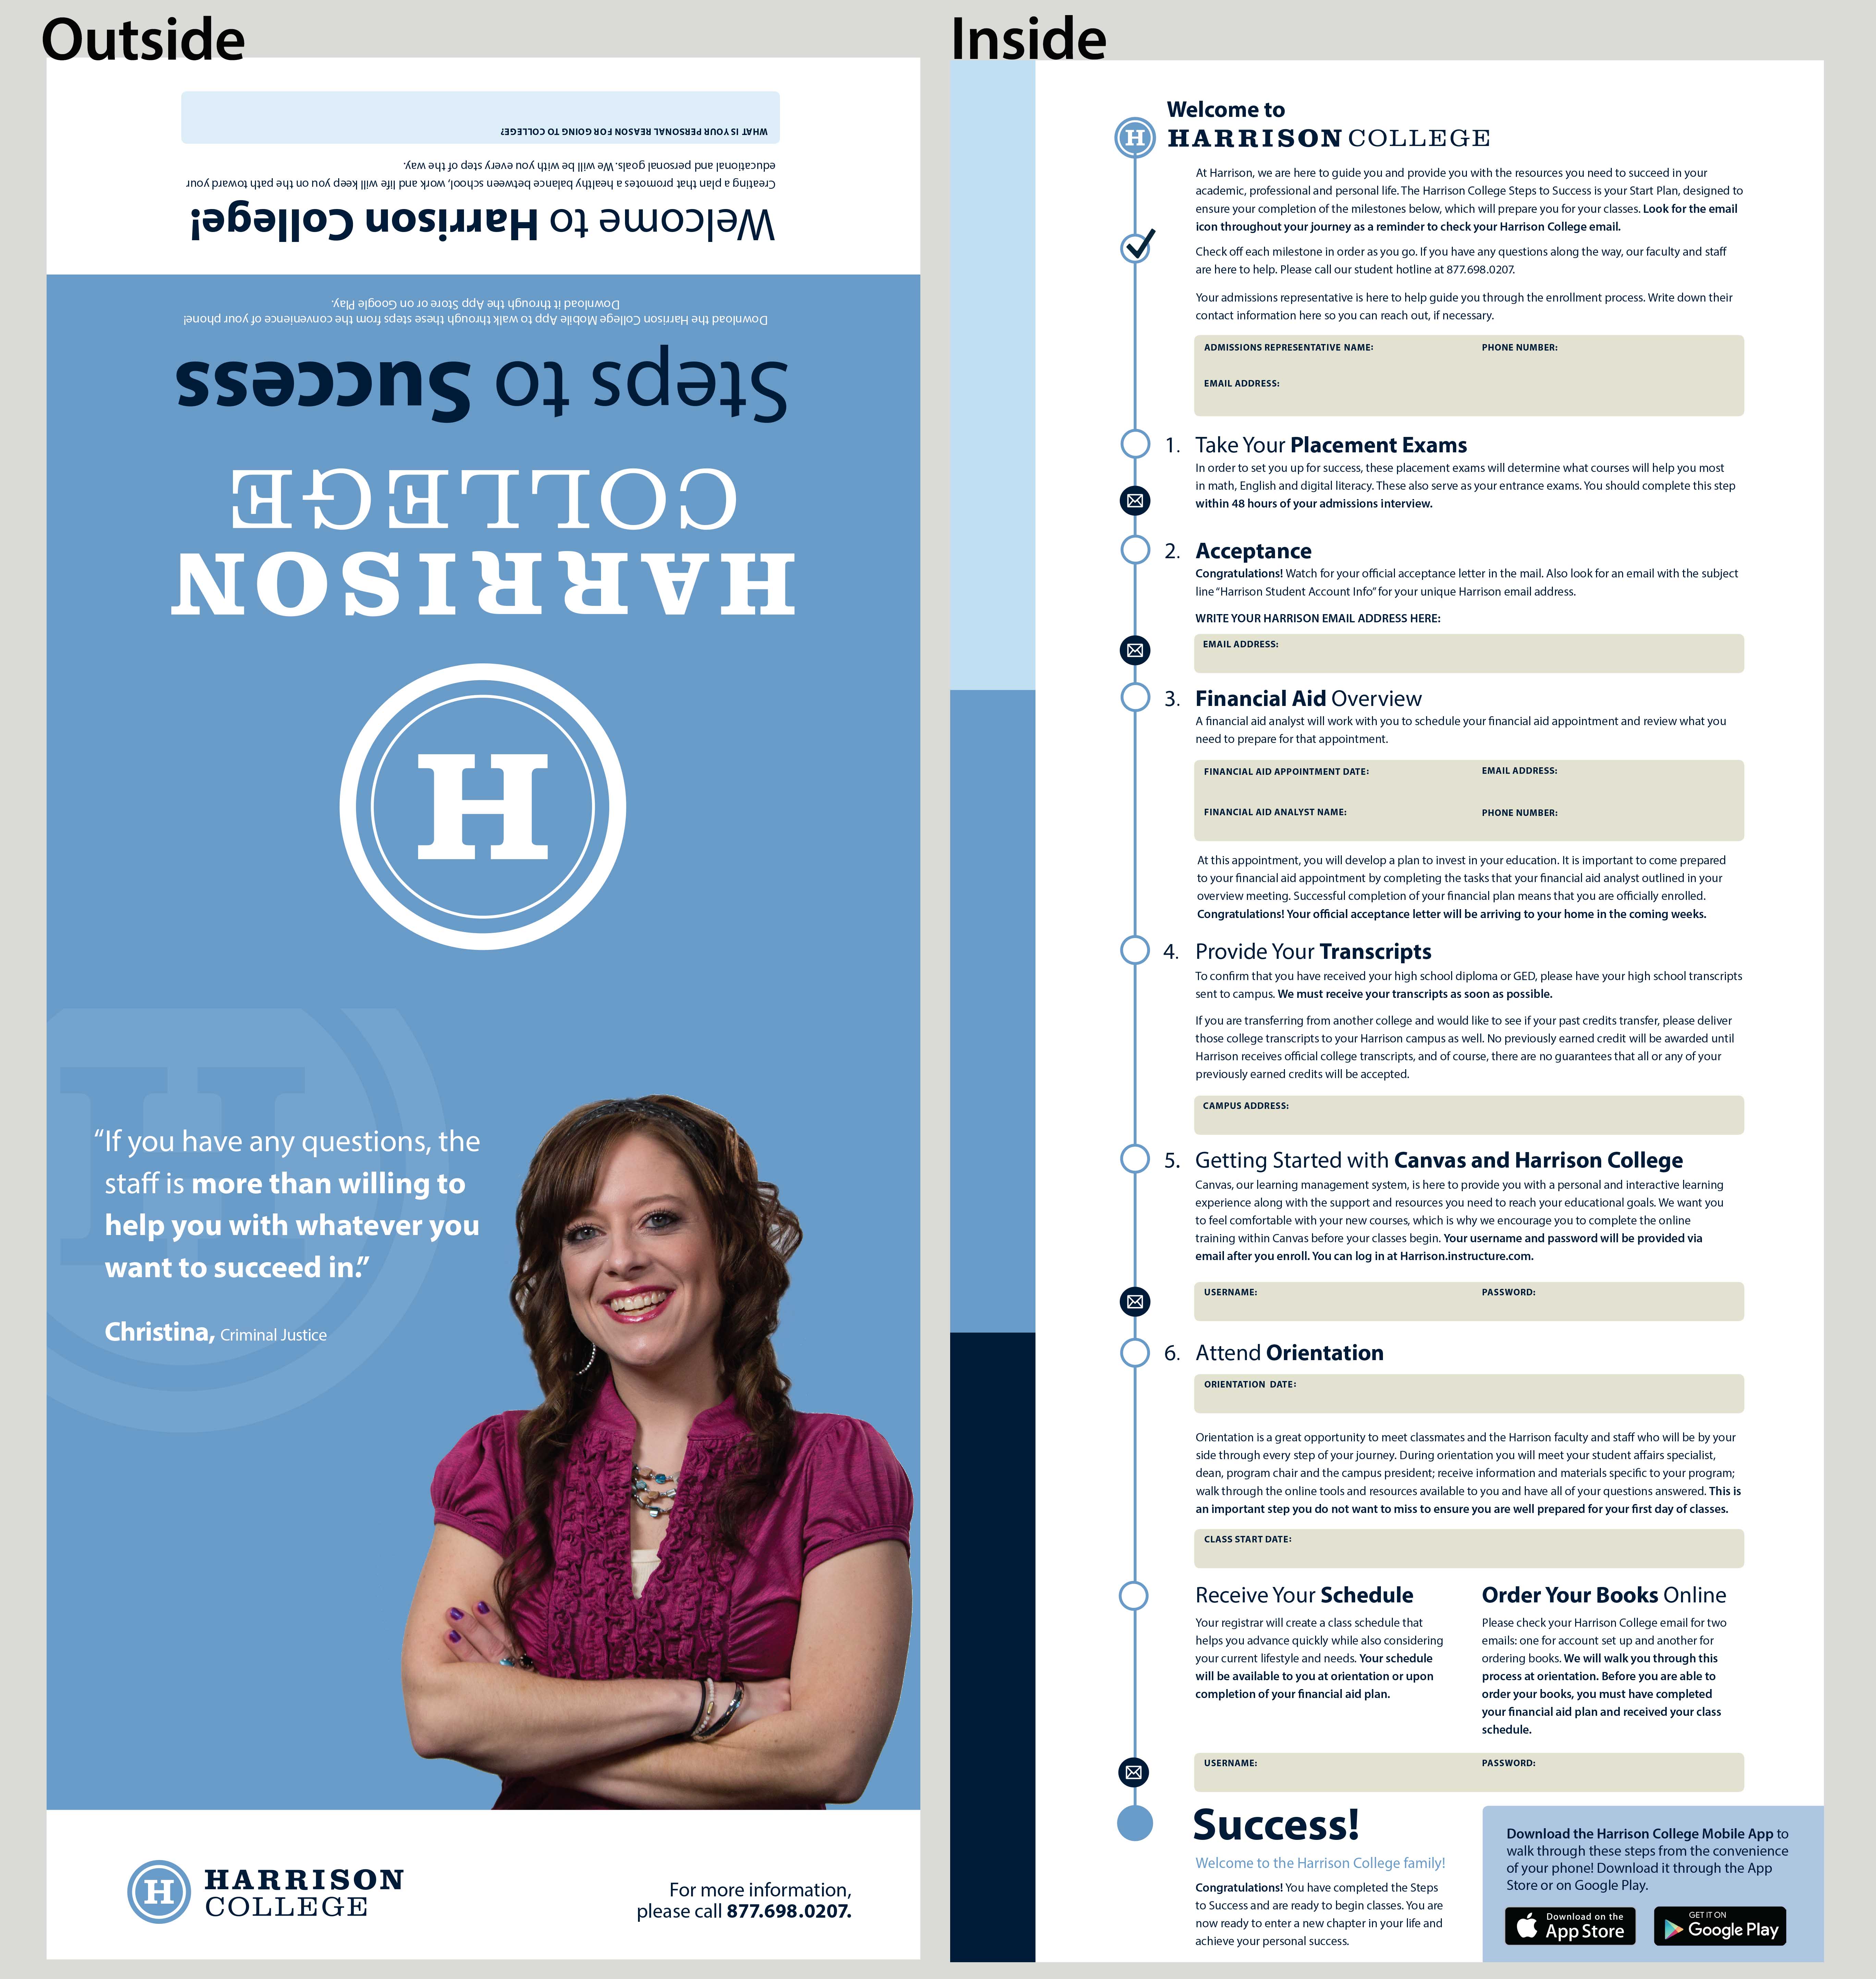 Outside
WHAT IS YOUR PERSONAL REASON FOR GOING TO COLLEGE?
Welcome to Harrison College!
Creating a plan that promotes a healthy balance between school, work and life will keep you on the path toward your
educational and personal goals. We will be with you every step of the way.
H
HARRISON
COLLEGE
Steps to Success
Download the Harrison College Mobile App to walk through these steps from the convenience of your phone!
Download it through the App Store or on Google Play.
H
“If you have any questions, the
staff is more than willing to
help you with whatever you
want to succeed in.”
Christina, Criminal Justice
H
HARRISON
COLLEGE
For more information,
please call 877.698.0207.
Inside
Welcome to
H
HARRISON COLLEGE
At Harrison, we are here to guide you and provide you with the resources you need to succeed in your
academic, professional and personal life. The Harrison College Steps to Success is your Start Plan, designed to
ensure your completion of the milestones below, which will prepare you for your classes. Look for the email
icon throughout your journey as a reminder to check your Harrison College email.
Check off each milestone in order as you go. If you have any questions along the way, our faculty and staff
are here to help. Please call our student hotline at 877.698.0207.
Your admissions representative is here to help guide you through the enrollment process. Write down their
contact information here so you can reach out, if necessary.
ADMISSIONS REPRESENTATIVE NAME: PHONE NUMBER:
EMAIL ADDRESS:
1. Take Your Placement Exams
In order to set you up for success, these placement exams will determine what courses will help you most
in math, English and digital literacy. These also serve as your entrance exams. You should complete this step
within 48 hours of your admissions interview.
2. Acceptance
Congratulations! Watch for your official acceptance letter in the mail. Also look for an email with the subject
line “Harrison Student Account Info” for your unique Harrison email address.
WRITE YOUR HARRISON EMAIL ADDRESS HERE:
EMAIL ADDRESS:
3. Financial Aid Overview
A financial aid analyst will work with you to schedule your financial aid appointment and review what you
need to prepare for that appointment.
FINANCIAL AID APPOINTMENT DATE: EMAIL ADDRESS:
FINANCIAL AID ANALYST NAME: PHONE NUMBER:
At this appointment, you will develop a plan to invest in your education. It is important to come prepared
to your financial aid appointment by completing the tasks that your financial aid analyst outlined in your
overview meeting. Successful completion of your financial plan means that you are officially enrolled.
Congratulations! Your official acceptance letter will be arriving to your home in the coming weeks.
4. Provide Your Transcripts
To confirm that you have received your high school diploma or GED, please have your high school transcripts
sent to campus. We must receive your transcripts as soon as possible.
If you are transferring from another college and would like to see if your past credits transfer, please deliver
those college transcripts to your Harrison campus as well. No previously earned credit will be awarded until
Harrison receives official college transcripts, and of course, there are no guarantees that all or any of your
previously earned credits will be accepted.
CAMPUS ADDRESS:
5. Getting Started with Canvas and Harrison College
Canvas, our learning management system, is here to provide you with a personal and interactive learning
experience along with the support and resources you need to reach your educational goals. We want you
to feel comfortable with your new courses, which is why we encourage you to complete the online
training within Canvas before your classes begin. Your username and password will be provided via
email after you enroll. You can log in at Harrison.instructure.com.
USERNAME: PASSWORD:
6. Attend Orientation
ORIENTATION DATE:
Orientation is a great opportunity to meet classmates and the Harrison faculty and staff who will be by your
side through every step of your journey. During orientation you will meet your student affairs specialist,
dean, program chair and the campus president; receive information and materials specific to your program;
walk through the online tools and resources available to you and have all of your questions answered. This is
an important step you do not want to miss to ensure you are well prepared for your first day of classes.
CLASS START DATE:
Receive Your Schedule
Your registrar will create a class schedule that
helps you advance quickly while also considering
your current lifestyle and needs. Your schedule
will be available to you at orientation or upon
completion of your financial aid plan.
Order Your Books Online
Please check your Harrison College email for two
emails: one for account set up and another for
ordering books. We will walk you through this
process at orientation. Before you are able to
order your books, you must have completed
your financial aid plan and received your class
schedule.
USERNAME: PASSWORD:
Success!
Welcome to the Harrison College family!
Congratulations! You have completed the Steps
to Success and are ready to begin classes. You are
now ready to enter a new chapter in your life and
achieve your personal success.
Download the Harrison College Mobile App to
walk through these steps from the convenience
of your phone! Download it through the App
Store or on Google Play.
Download on the
App Store
GET IT ON
Google Play